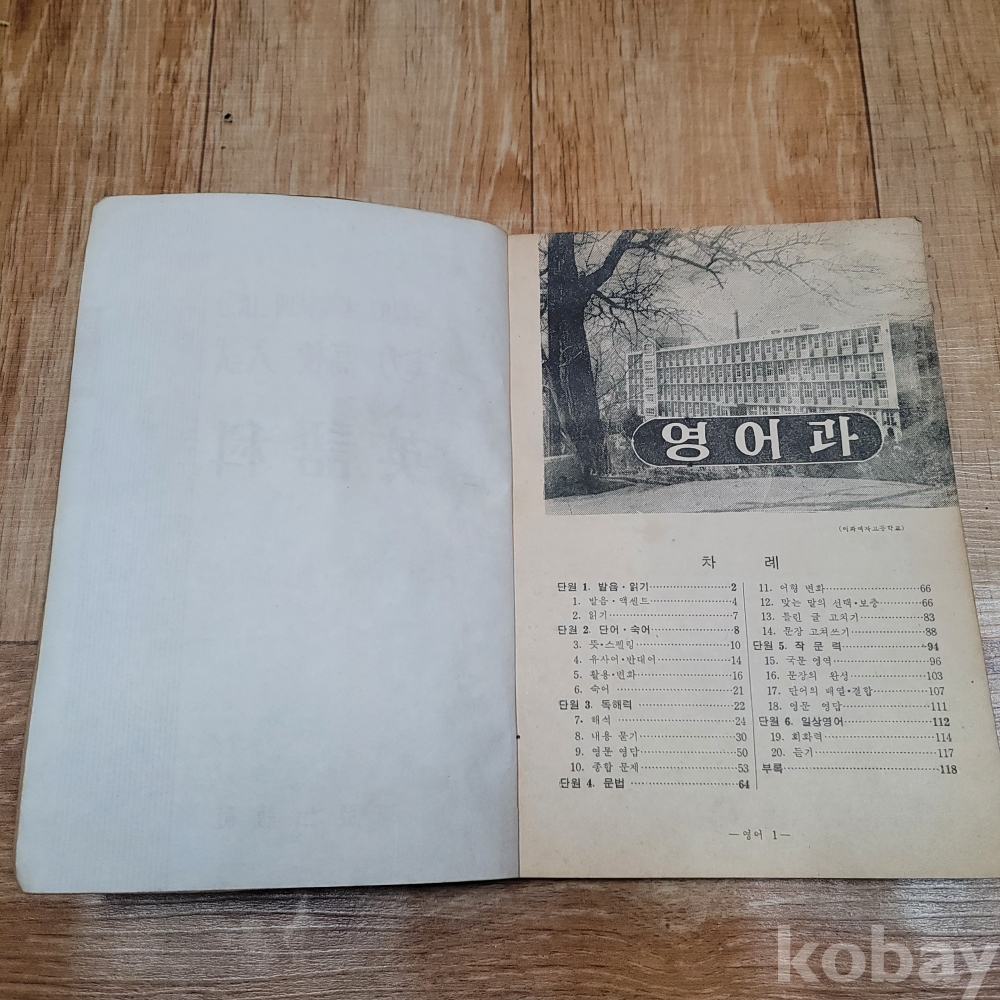 영어과
(이화여자고등학교)
차 례
단원 1. 발음·읽기 2
1. 발음·액센트 4
2. 읽기 7
단원 2. 단어·숙어 8
3. 뜻·스펠링 10
4. 유사어·반대어 14
5. 활용·변화 16
6. 숙어 21
단원 3. 독해력 22
7. 해석 24
8. 내용 묻기 30
9. 영문 영답 50
10. 종합 문제 53
단원 4. 문법 64
11. 어형 변화 66
12. 맞는 말의 선택·보충 66
13. 틀린 글 고치기 83
14. 문장 고쳐쓰기 88
단원 5. 작 문 력 94
15. 국문 영역 96
16. 문장의 완성 103
17. 단어의 배열·결합 107
18. 영문 영답 111
단원 6. 일상영어 112
19. 회화력 114
20. 듣기 117
부록 118
— 영어 1 —
kobay